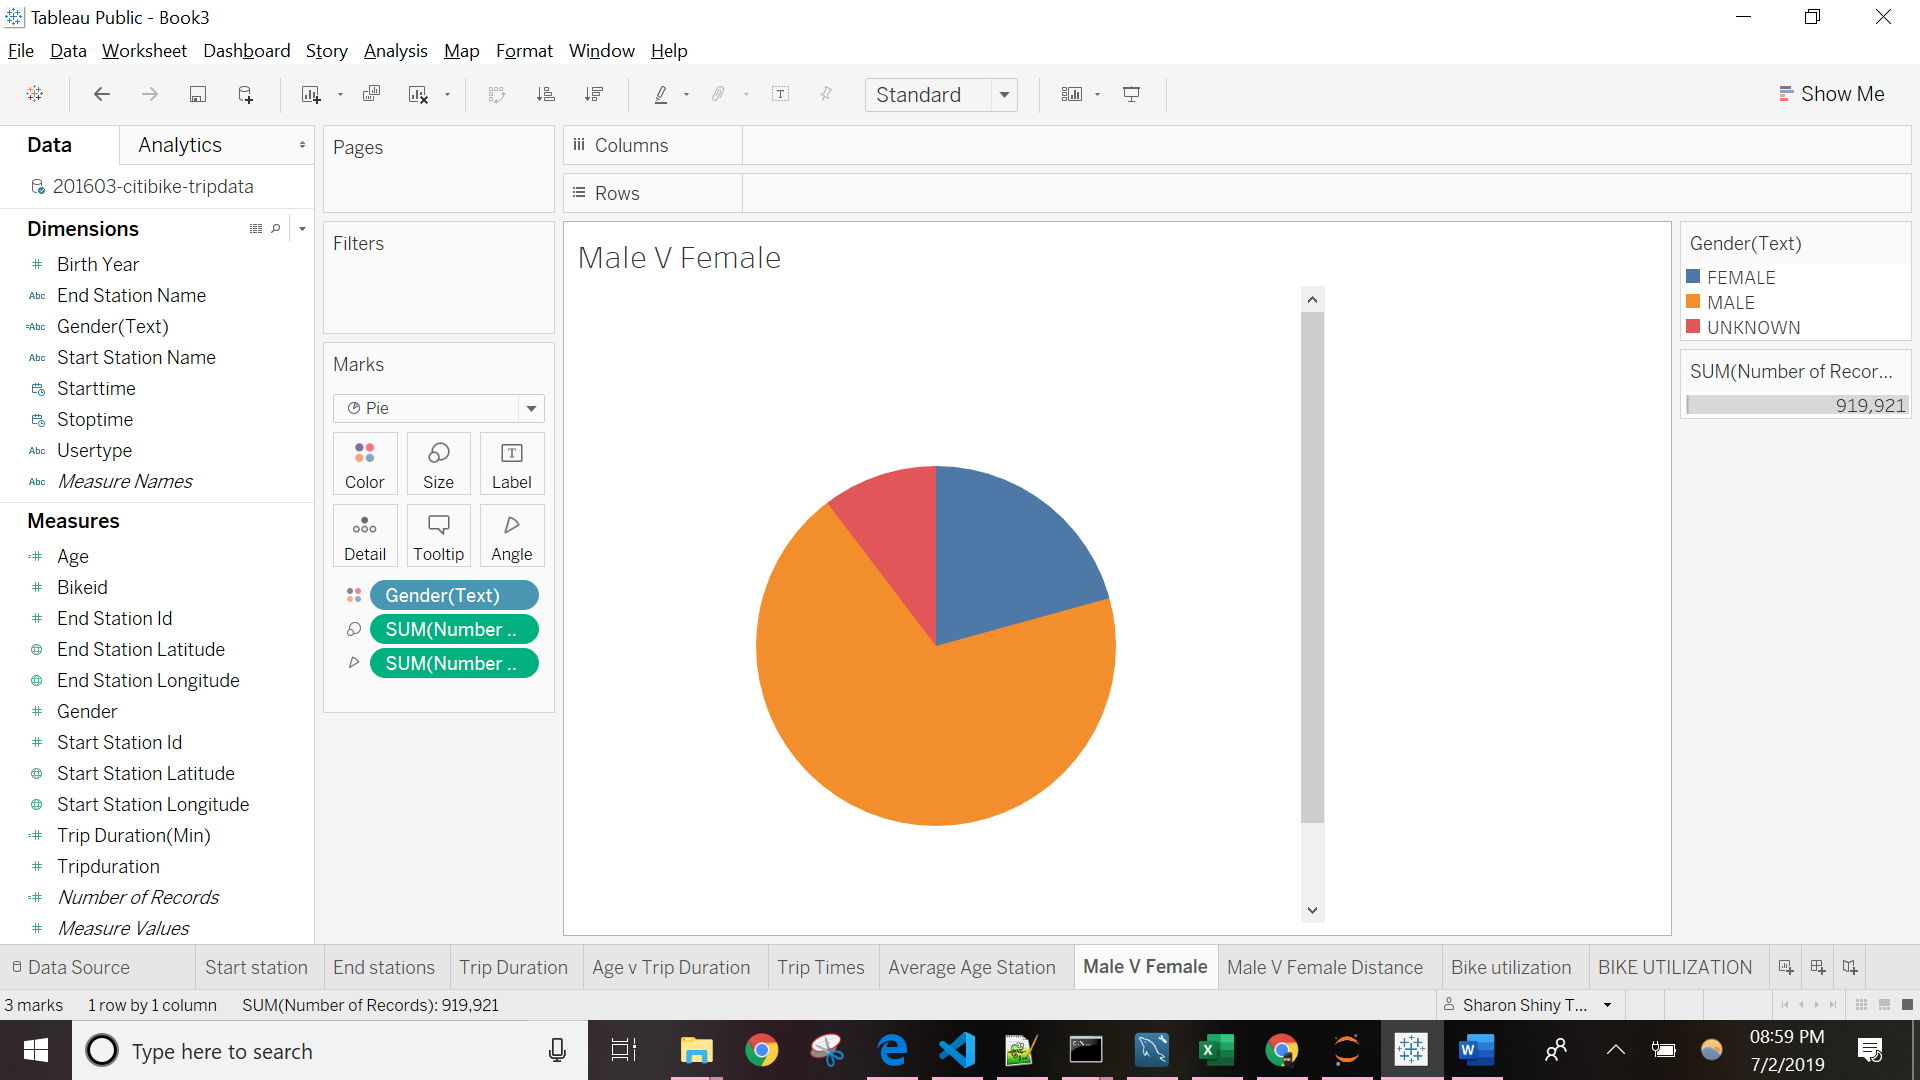 Tableau Public - Book3
File Data Worksheet Dashboard Story Analysis Map Format Window Help
Standard
Show Me
Data Analytics
201603-citibike-tripdata
Dimensions
Birth Year
Abc End Station Name
=Abc Gender(Text)
Abc Start Station Name
Starttime
Stoptime
Abc Usertype
Abc Measure Names
Measures
Age
Bikeid
End Station Id
End Station Latitude
End Station Longitude
Gender
Start Station Id
Start Station Latitude
Start Station Longitude
Trip Duration(Min)
Tripduration
Number of Records
Measure Values
Pages
Filters
Marks
Pie
Color Size Label
Detail Tooltip Angle
Gender(Text)
SUM(Number ..
SUM(Number ..
Columns
Rows
Male V Female
Gender(Text)
FEMALE
MALE
UNKNOWN
SUM(Number of Recor...
919,921
Data Source Start station End stations Trip Duration Age v Trip Duration Trip Times Average Age Station Male V Female Male V Female Distance Bike utilization BIKE UTILIZATION
3 marks 1 row by 1 column SUM(Number of Records): 919,921 Sharon Shiny T...
Type here to search
08:59 PM
7/2/2019